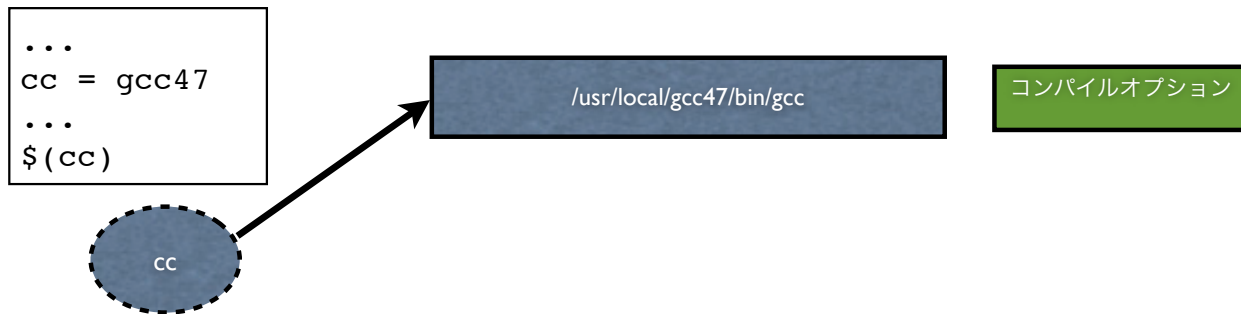 ...
cc = gcc47
...
$(cc)
/usr/local/gcc47/bin/gcc
コンパイルオプション
cc